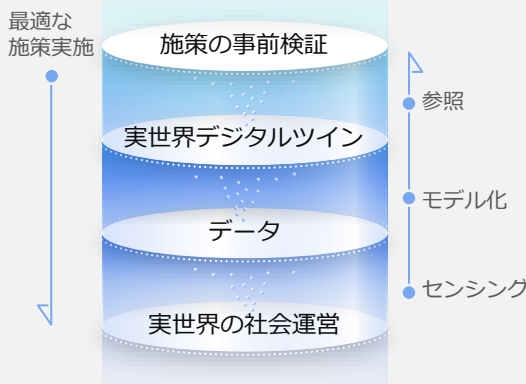 最適な
施策実施
施策の事前検証
参照
実世界デジタルツイン
モデル化
データ
センシング
実世界の社会運営